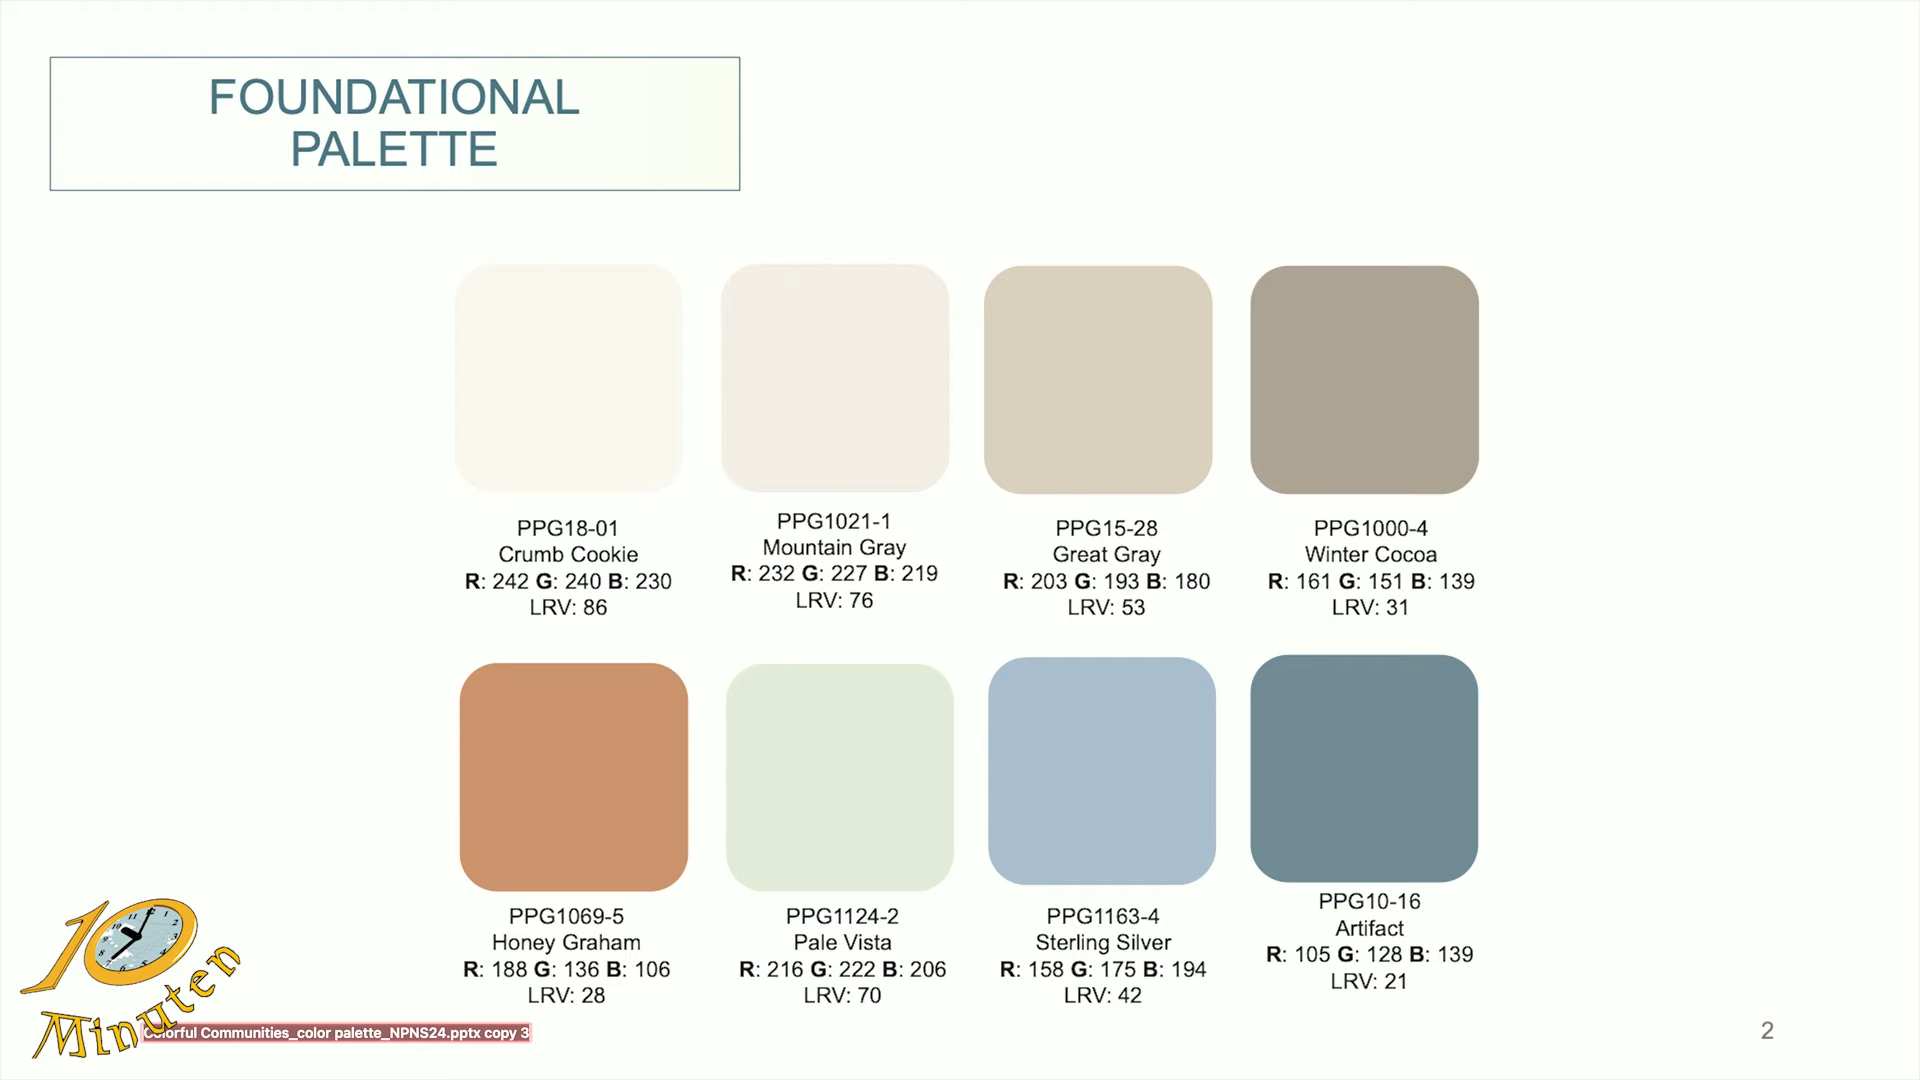 FOUNDATIONAL
PALETTE
PPG18-01
Crumb Cookie
R: 242 G: 240 B: 230
LRV: 86
PPG1021-1
Mountain Gray
R: 232 G: 227 B: 219
LRV: 76
PPG15-28
Great Gray
R: 203 G: 193 B: 180
LRV: 53
PPG1000-4
Winter Cocoa
R: 161 G: 151 B: 139
LRV: 31
PPG1069-5
Honey Graham
R: 188 G: 136 B: 106
LRV: 28
PPG1124-2
Pale Vista
R: 216 G: 222 B: 206
LRV: 70
PPG1163-4
Sterling Silver
R: 158 G: 175 B: 194
LRV: 42
PPG10-16
Artifact
R: 105 G: 128 B: 139
LRV: 21
10
Minuten
Colorful Communities_color palette_NPNS24.pptx copy 3
2